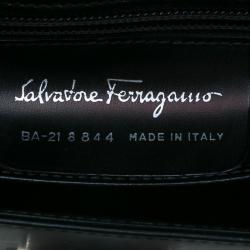 Salvatore Ferragamo
BA-21 8844 MADE IN ITALY